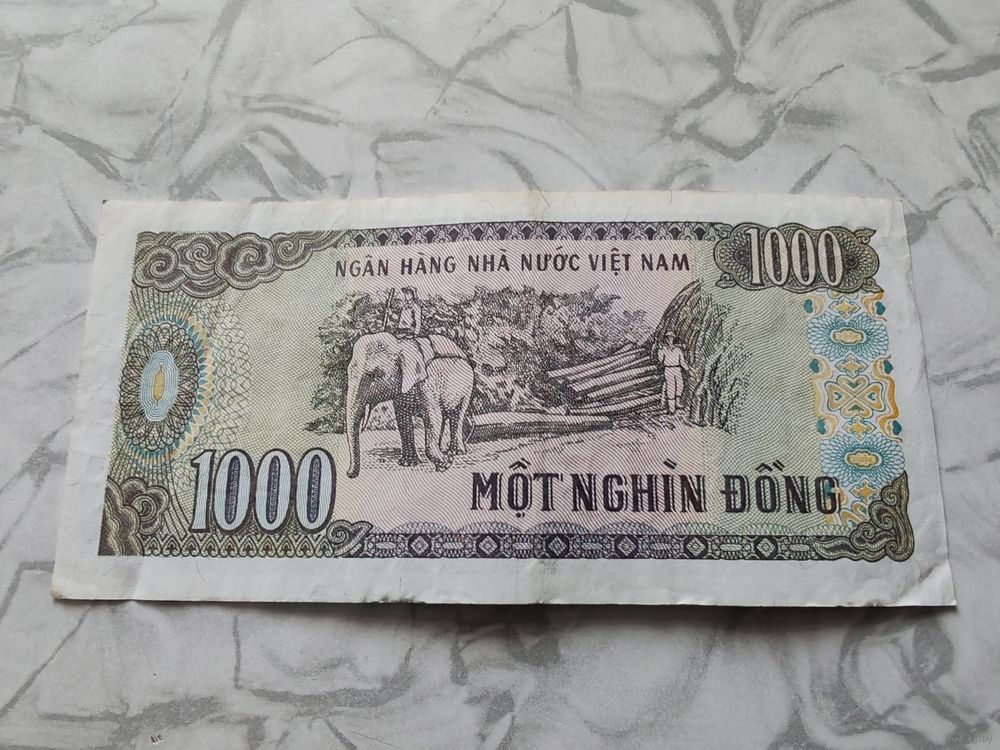 NGÂN HÀNG NHÀ NƯỚC VIỆT NAM
1000
1000
MỘT NGHÌN ĐỒNG